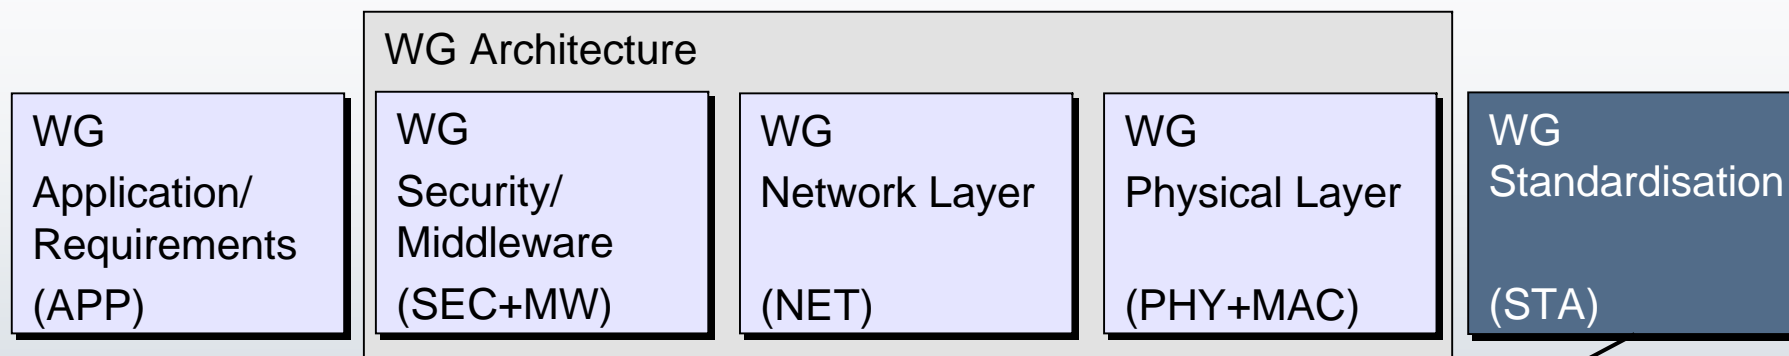 WG Architecture
WG
Application/
Requirements
(APP)
WG
Security/
Middleware
(SEC+MW)
WG
Network Layer
(NET)
WG
Physical Layer
(PHY+MAC)
WG
Standardisation
(STA)